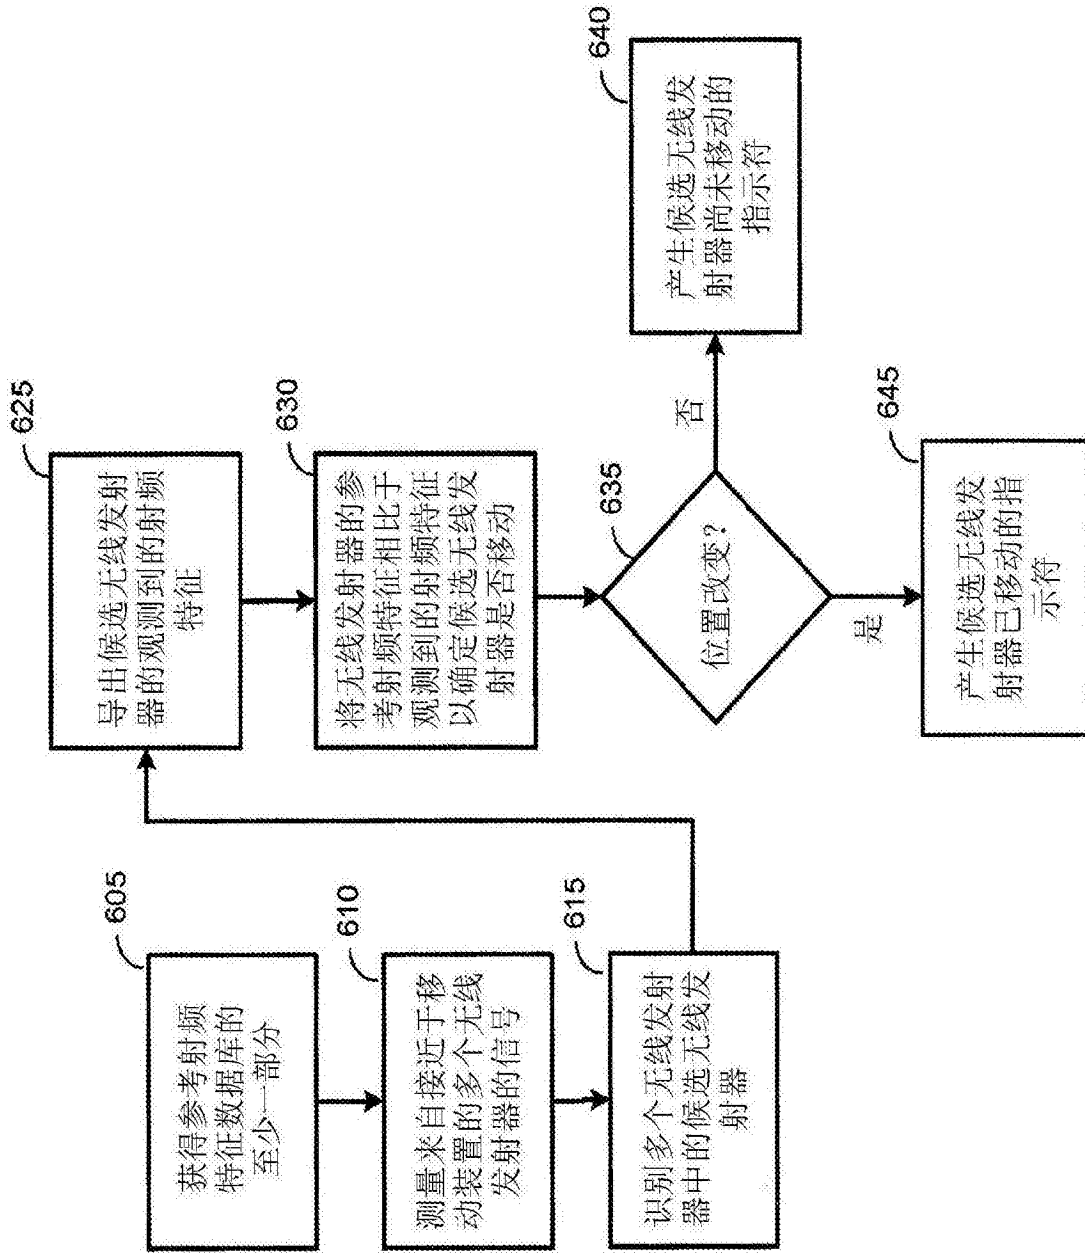 605
获得参考射频
特征数据库的
至少一部分
610
测量来自接近于移
动装置的多个无线
发射器的信号
615
识别多个无线发射
器中的候选无线发
射器
625
导出候选无线发射
器的观测到的射频
特征
630
将无线发射器的参
考射频特征相比于
观测到的射频特征
以确定候选无线发
射器是否移动
635
位置改变?
否
640
产生候选无线发
射器尚未移动的
指示符
是
645
产生候选无线发
射器已移动的指
示符